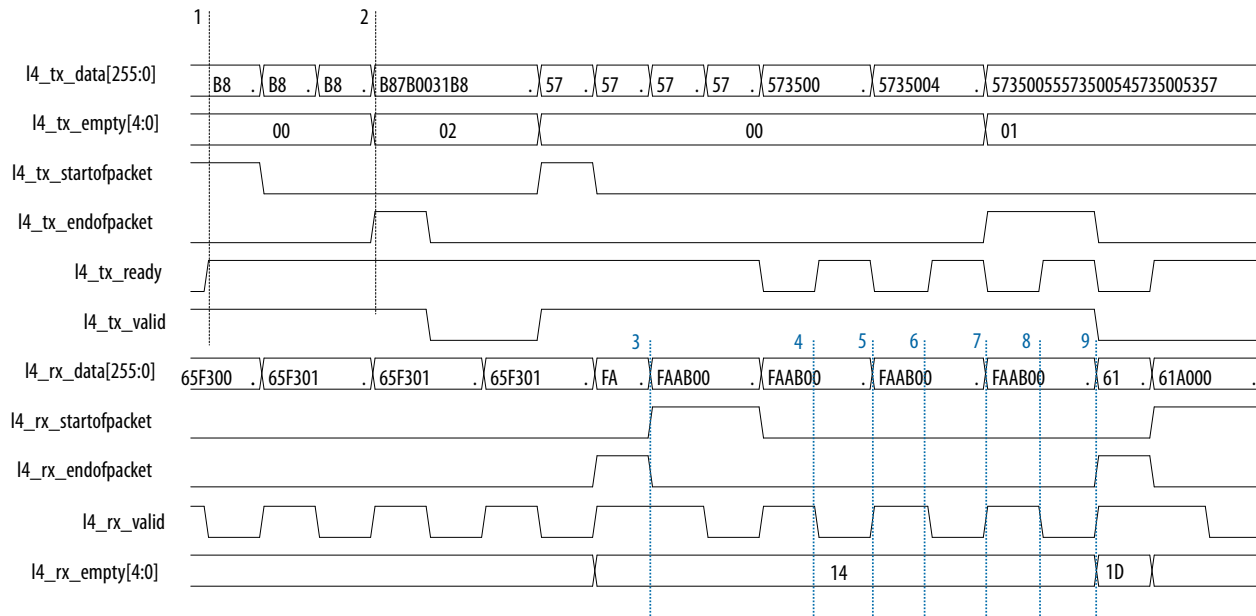 1 2
l4_tx_data[255:0] B8 . B8 . B8 . B87B0031B8 . 57 . 57 . 57 . 57 . 573500 . 5735004 . 57350055573500545735005357
l4_tx_empty[4:0] 00 02 00 01
l4_tx_startofpacket
l4_tx_endofpacket
l4_tx_ready
l4_tx_valid
3 4 5 6 7 8 9
l4_rx_data[255:0] 65F300 . 65F301 . 65F301 . 65F301 . FA . FAAB00 . FAAB00 . FAAB00 . FAAB00 . 61 . 61A000 .
l4_rx_startofpacket
l4_rx_endofpacket
l4_rx_valid
l4_rx_empty[4:0] 14 1D